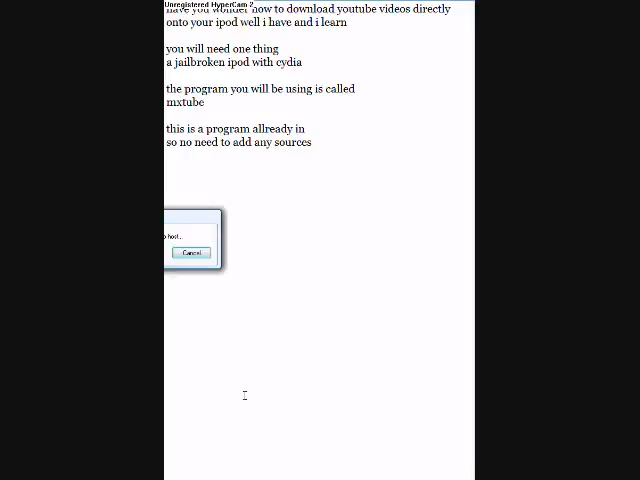 Unregistered HyperCam 2
have you wonder how to download youtube videos directly
onto your ipod well i have and i learn
you will need one thing
a jailbroken ipod with cydia
the program you will be using is called
mxtube
this is a program allready in
so no need to add any sources
o host...
Cancel